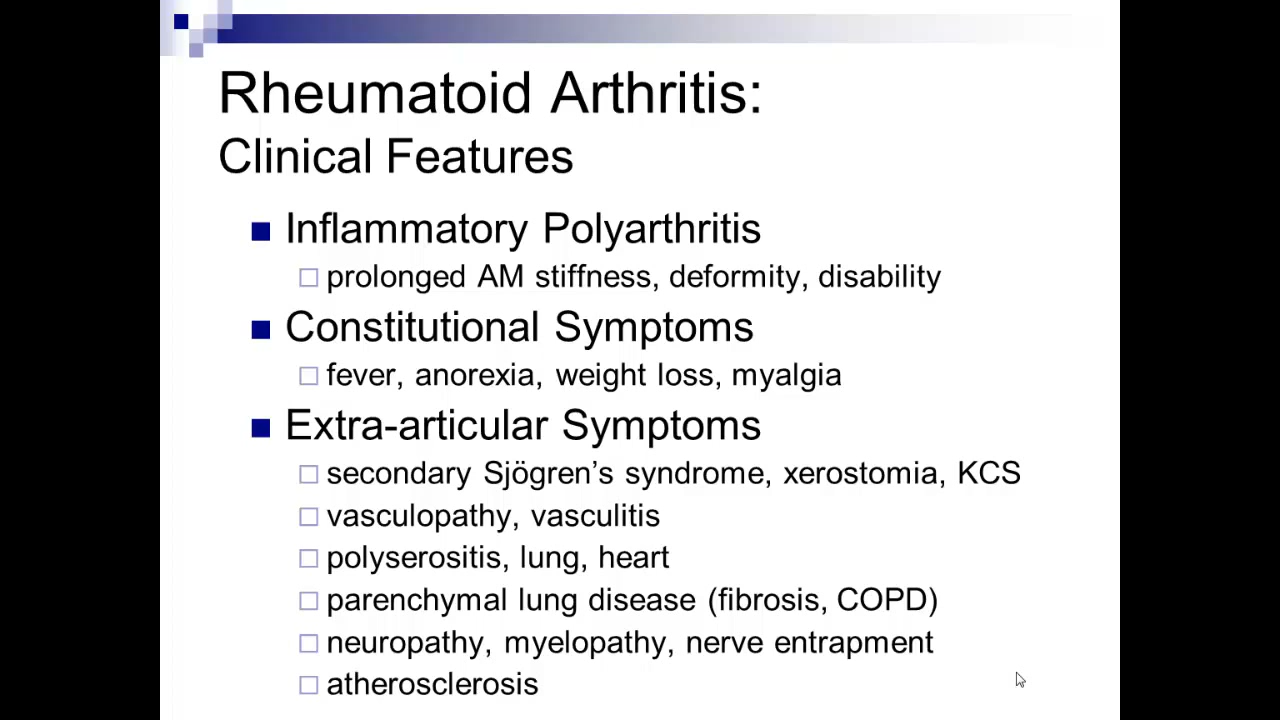 Rheumatoid Arthritis:
Clinical Features
Inflammatory Polyarthritis
prolonged AM stiffness, deformity, disability
Constitutional Symptoms
fever, anorexia, weight loss, myalgia
Extra-articular Symptoms
secondary Sjögren’s syndrome, xerostomia, KCS
vasculopathy, vasculitis
polyserositis, lung, heart
parenchymal lung disease (fibrosis, COPD)
neuropathy, myelopathy, nerve entrapment
atherosclerosis